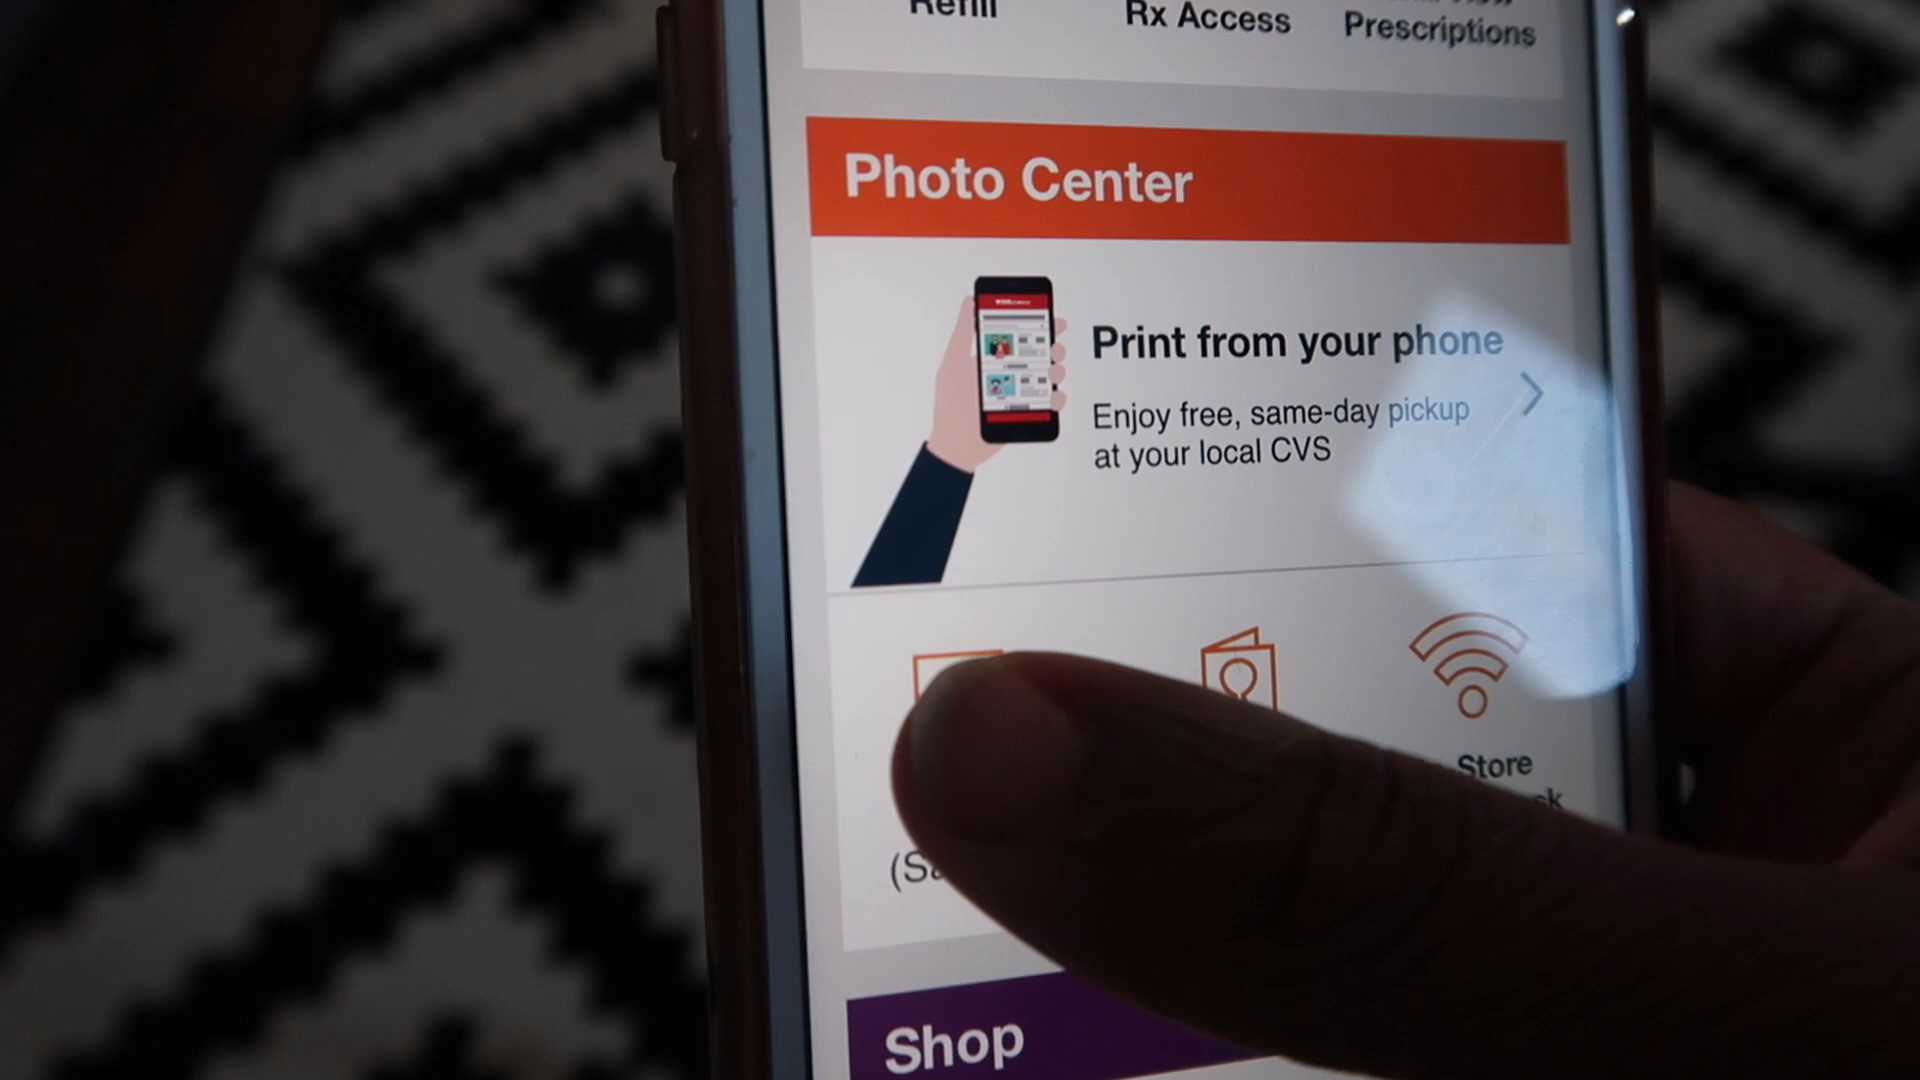 Refill
Rx Access
Prescriptions
Photo Center
Print from your phone
Enjoy free, same-day pickup
at your local CVS
Store
(Sa
Shop